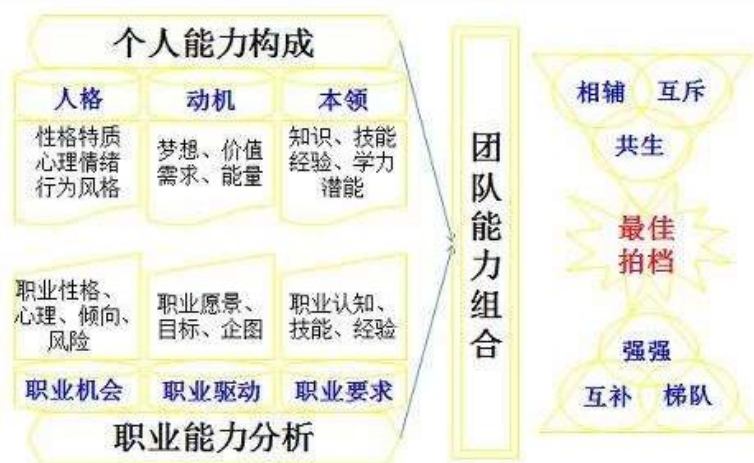 个人能力构成
人格
动机
本领
性格特质
心理情绪
行为风格
梦想、价值
需求、能量
知识、技能
经验、学力
潜能
职业性格、
心理、倾向、
风险
职业愿景、
目标、企图
职业认知、
技能、经验
职业机会
职业驱动
职业要求
职业能力分析
团队能力组合
相辅
互斥
共生
最佳
拍档
强强
互补
梯队